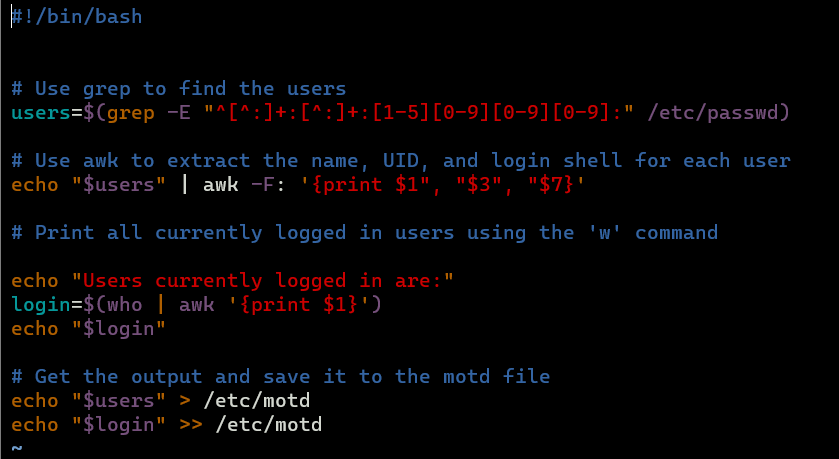 #!/bin/bash
# Use grep to find the users
users=$(grep -E "^[^:]+:[^:]+:[1-5][0-9][0-9][0-9]:" /etc/passwd)
# Use awk to extract the name, UID, and login shell for each user
echo "$users" | awk -F: '{print $1", "$3", "$7}'
# Print all currently logged in users using the 'w' command
echo "Users currently logged in are:"
login=$(who | awk '{print $1}')
echo "$login"
# Get the output and save it to the motd file
echo "$users" > /etc/motd
echo "$login" >> /etc/motd
~